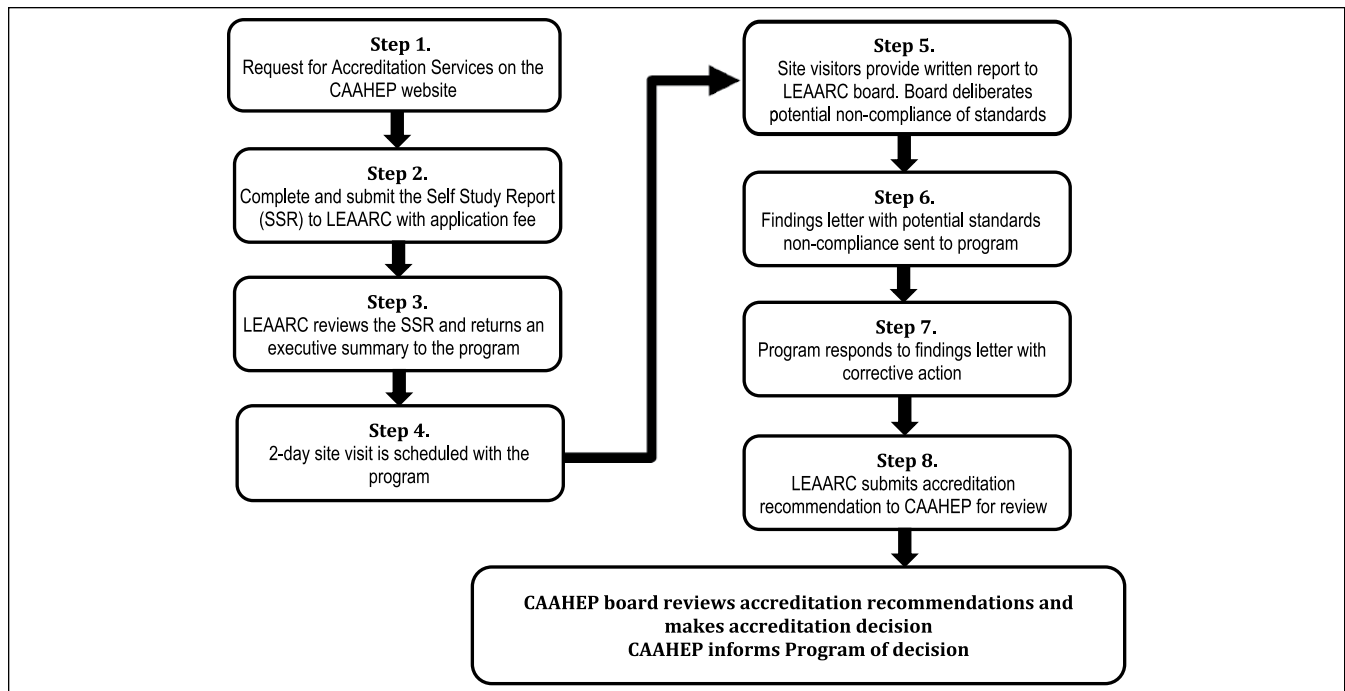 Step 1.
Request for Accreditation Services on the
CAAHEP website
Step 2.
Complete and submit the Self Study Report
(SSR) to LEAARC with application fee
Step 3.
LEAARC reviews the SSR and returns an
executive summary to the program
Step 4.
2-day site visit is scheduled with the
program
Step 5.
Site visitors provide written report to
LEAARC board. Board deliberates
potential non-compliance of standards
Step 6.
Findings letter with potential standards
non-compliance sent to program
Step 7.
Program responds to findings letter with
corrective action
Step 8.
LEAARC submits accreditation
recommendation to CAAHEP for review
CAAHEP board reviews accreditation recommendations and
makes accreditation decision
CAAHEP informs Program of decision